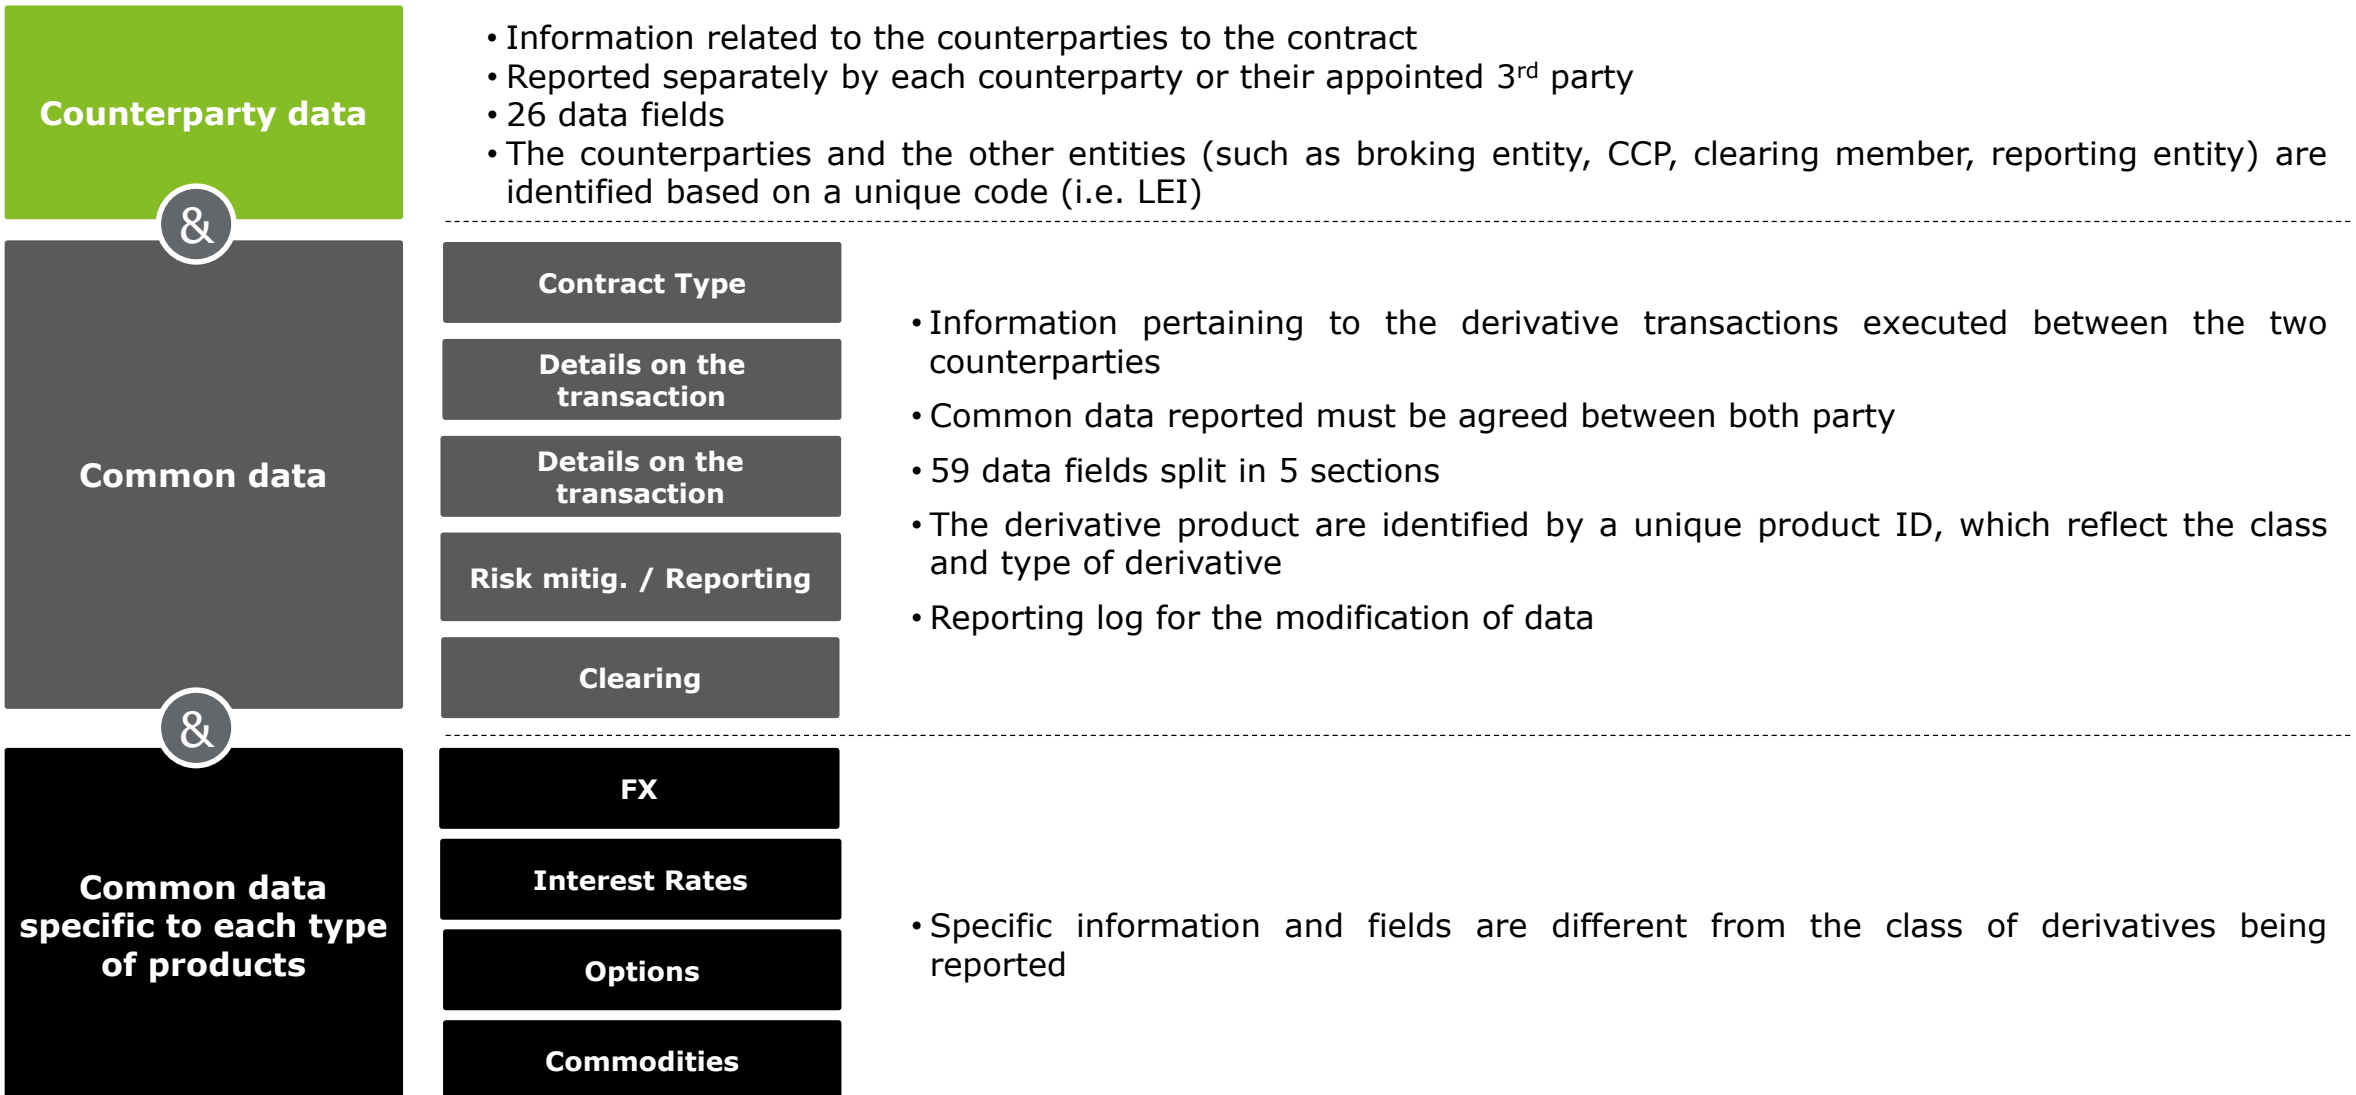 Counterparty data
• Information related to the counterparties to the contract
• Reported separately by each counterparty or their appointed 3rd party
• 26 data fields
• The counterparties and the other entities (such as broking entity, CCP, clearing member, reporting entity) are
identified based on a unique code (i.e. LEI)
&
Common data
Contract Type
Details on the
transaction
Details on the
transaction
Risk mitig. / Reporting
Clearing
• Information pertaining to the derivative transactions executed between the two
counterparties
• Common data reported must be agreed between both party
• 59 data fields split in 5 sections
• The derivative product are identified by a unique product ID, which reflect the class
and type of derivative
• Reporting log for the modification of data
&
Common data
specific to each type
of products
FX
Interest Rates
Options
Commodities
• Specific information and fields are different from the class of derivatives being
reported